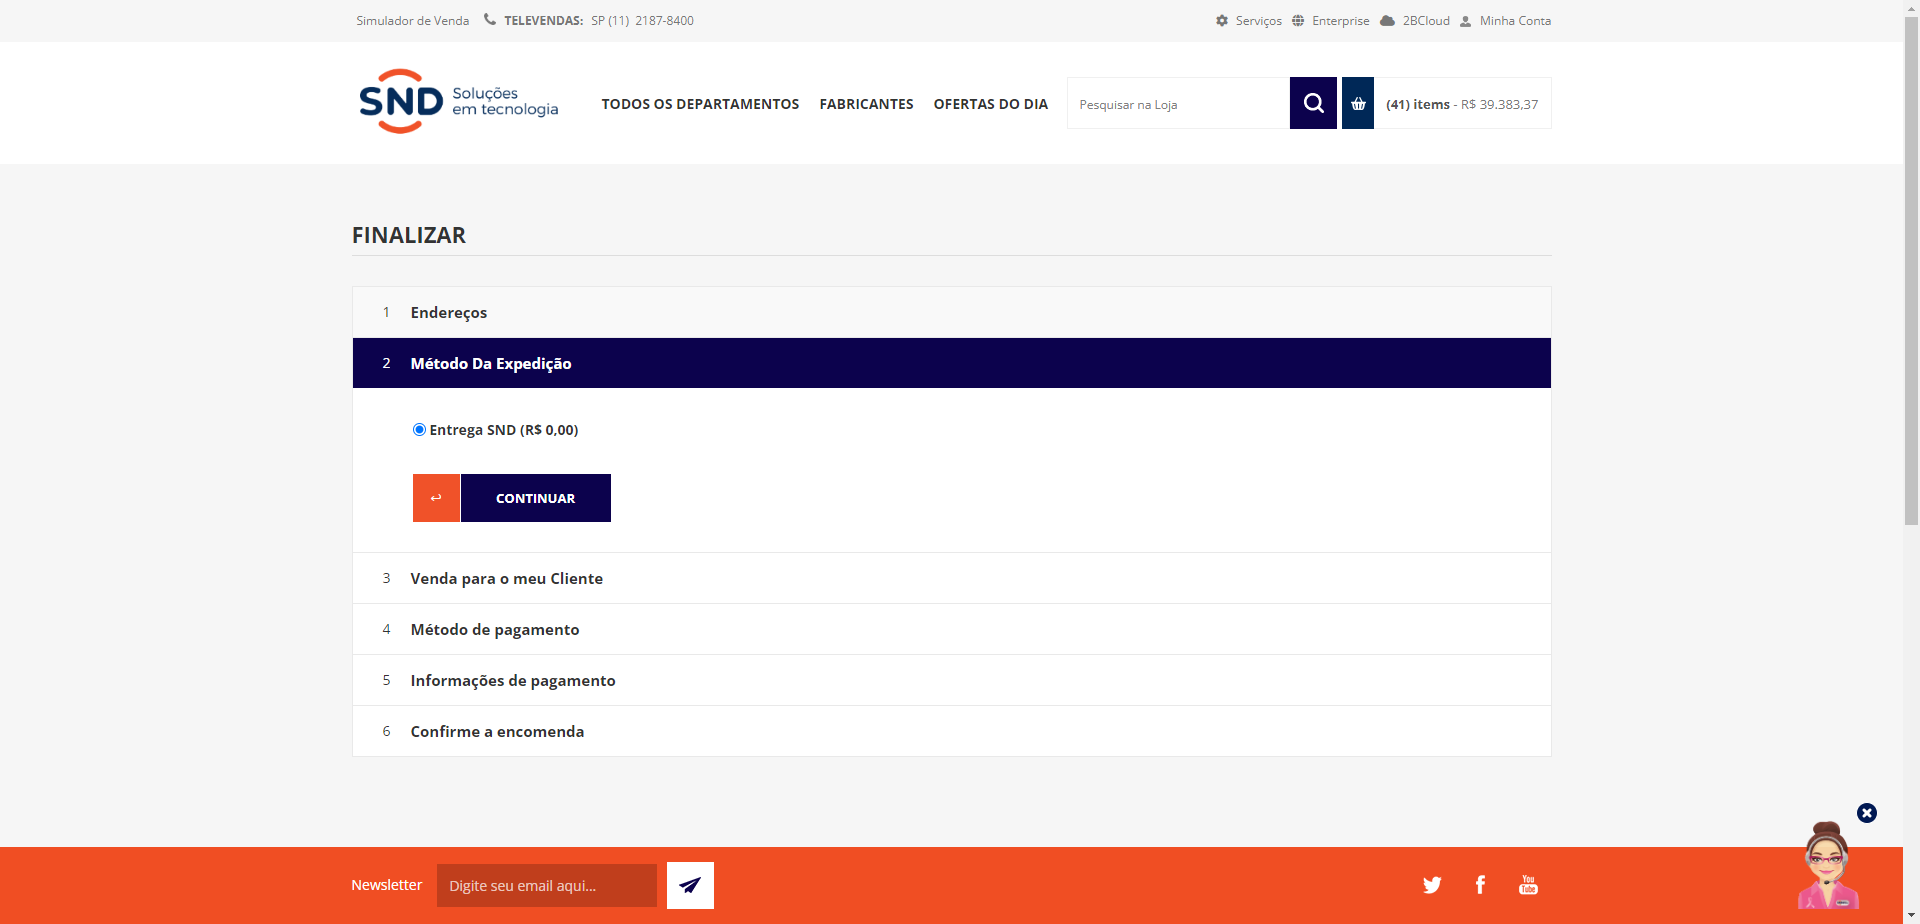 Simulador de Venda TELEVENDAS: SP (11) 2187-8400 Serviços Enterprise 2BCloud Minha Conta
SND Soluções
em tecnologia
TODOS OS DEPARTAMENTOS FABRICANTES OFERTAS DO DIA Pesquisar na Loja (41) items - R$ 39.383,37
FINALIZAR
1 Endereços
2 Método Da Expedição
Entrega SND (R$ 0,00)
CONTINUAR
3 Venda para o meu Cliente
4 Método de pagamento
5 Informações de pagamento
6 Confirme a encomenda
Newsletter Digite seu email aqui... You
Tube